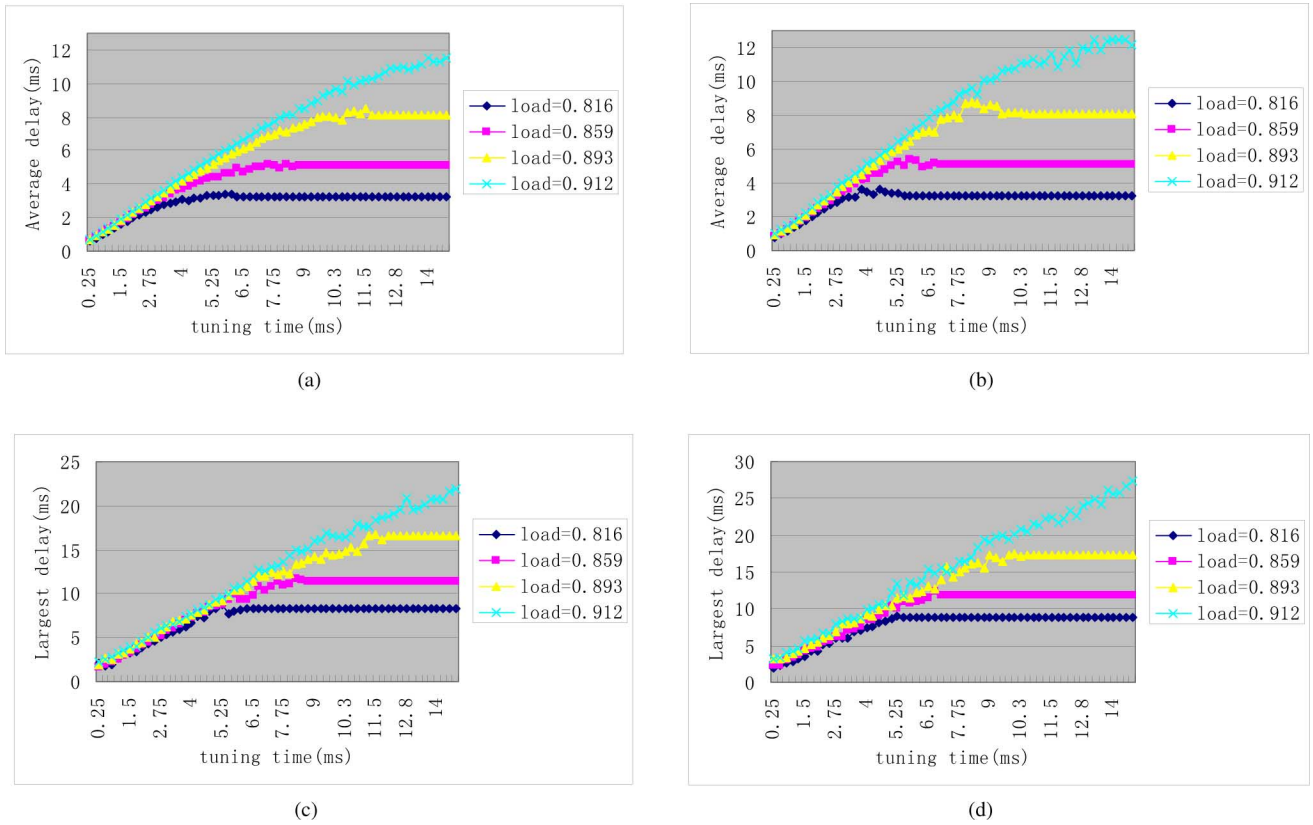 12
10
8
6
4
2
0
Average delay(ms)
0.25
1.5
2.75
4
5.25
6.5
7.75
9
10.3
11.5
12.8
14
tuning time(ms)
load=0.816
load=0.859
load=0.893
load=0.912
(a)
12
10
8
6
4
2
0
Average delay(ms)
0.25
1.5
2.75
4
5.25
6.5
7.75
9
10.3
11.5
12.8
14
tuning time(ms)
load=0.816
load=0.859
load=0.893
load=0.912
(b)
25
20
15
10
5
0
Largest delay(ms)
0.25
1.5
2.75
4
5.25
6.5
7.75
9
10.3
11.5
12.8
14
tuning time(ms)
load=0.816
load=0.859
load=0.893
load=0.912
(c)
30
25
20
15
10
5
0
Largest delay(ms)
0.25
1.5
2.75
4
5.25
6.5
7.75
9
10.3
11.5
12.8
14
tuning time(ms)
load=0.816
load=0.859
load=0.893
load=0.912
(d)